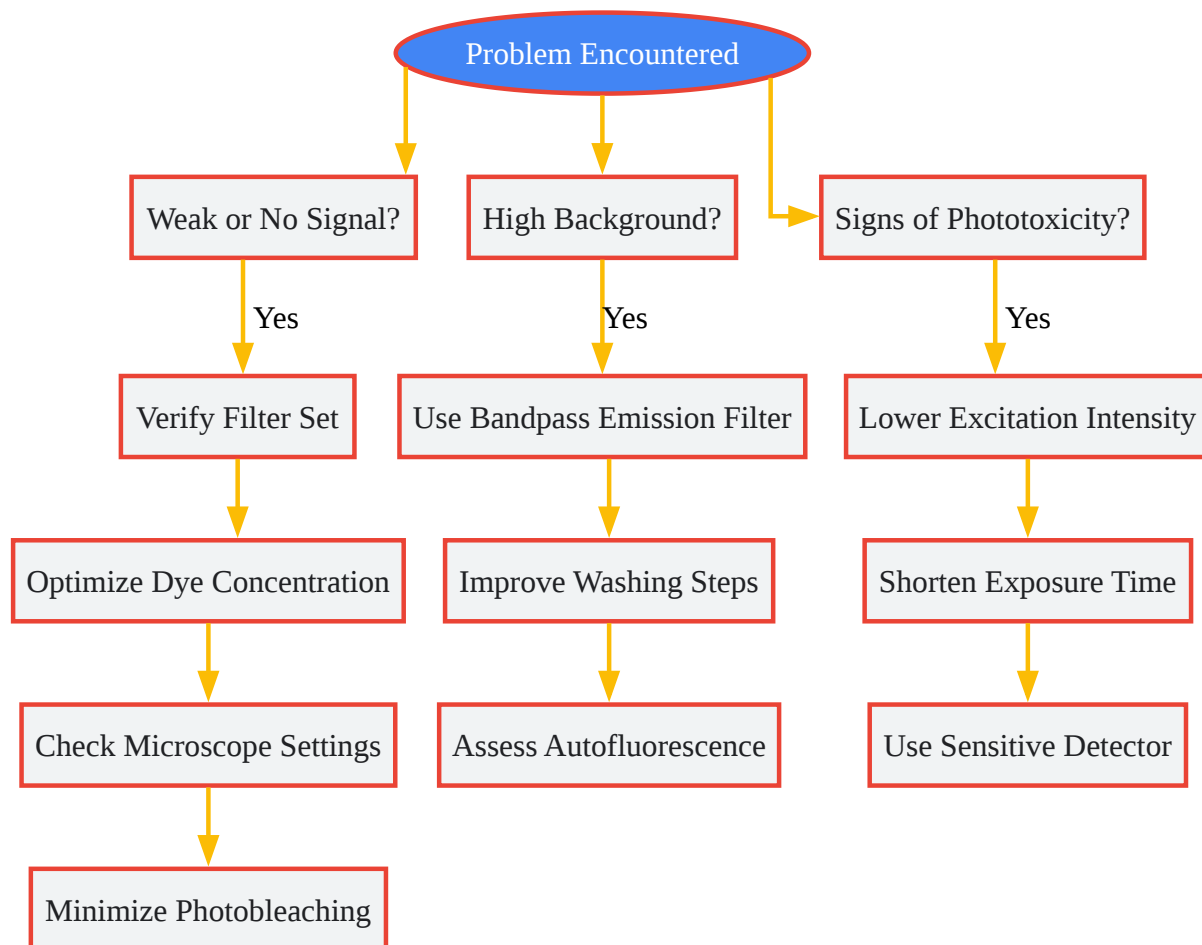 Problem Encountered
Weak or No Signal?
High Background?
Signs of Phototoxicity?
Yes
Yes
Yes
Verify Filter Set
Use Bandpass Emission Filter
Lower Excitation Intensity
Optimize Dye Concentration
Improve Washing Steps
Shorten Exposure Time
Check Microscope Settings
Assess Autofluorescence
Use Sensitive Detector
Minimize Photobleaching